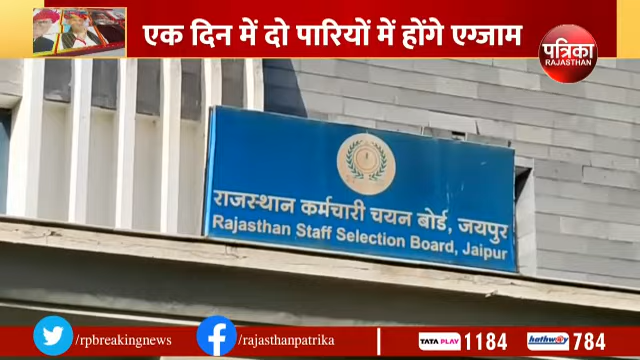 एक दिन में दो पारियों में होंगे एग्जाम
पत्रिका
RAJASTHAN
राजस्थान कर्मचारी चयन बोर्ड, जयपुर
Rajasthan Staff Selection Board, Jaipur
/rpbreakingnews
/rajasthanpatrika
TATA PLAY 1184
hathway 784